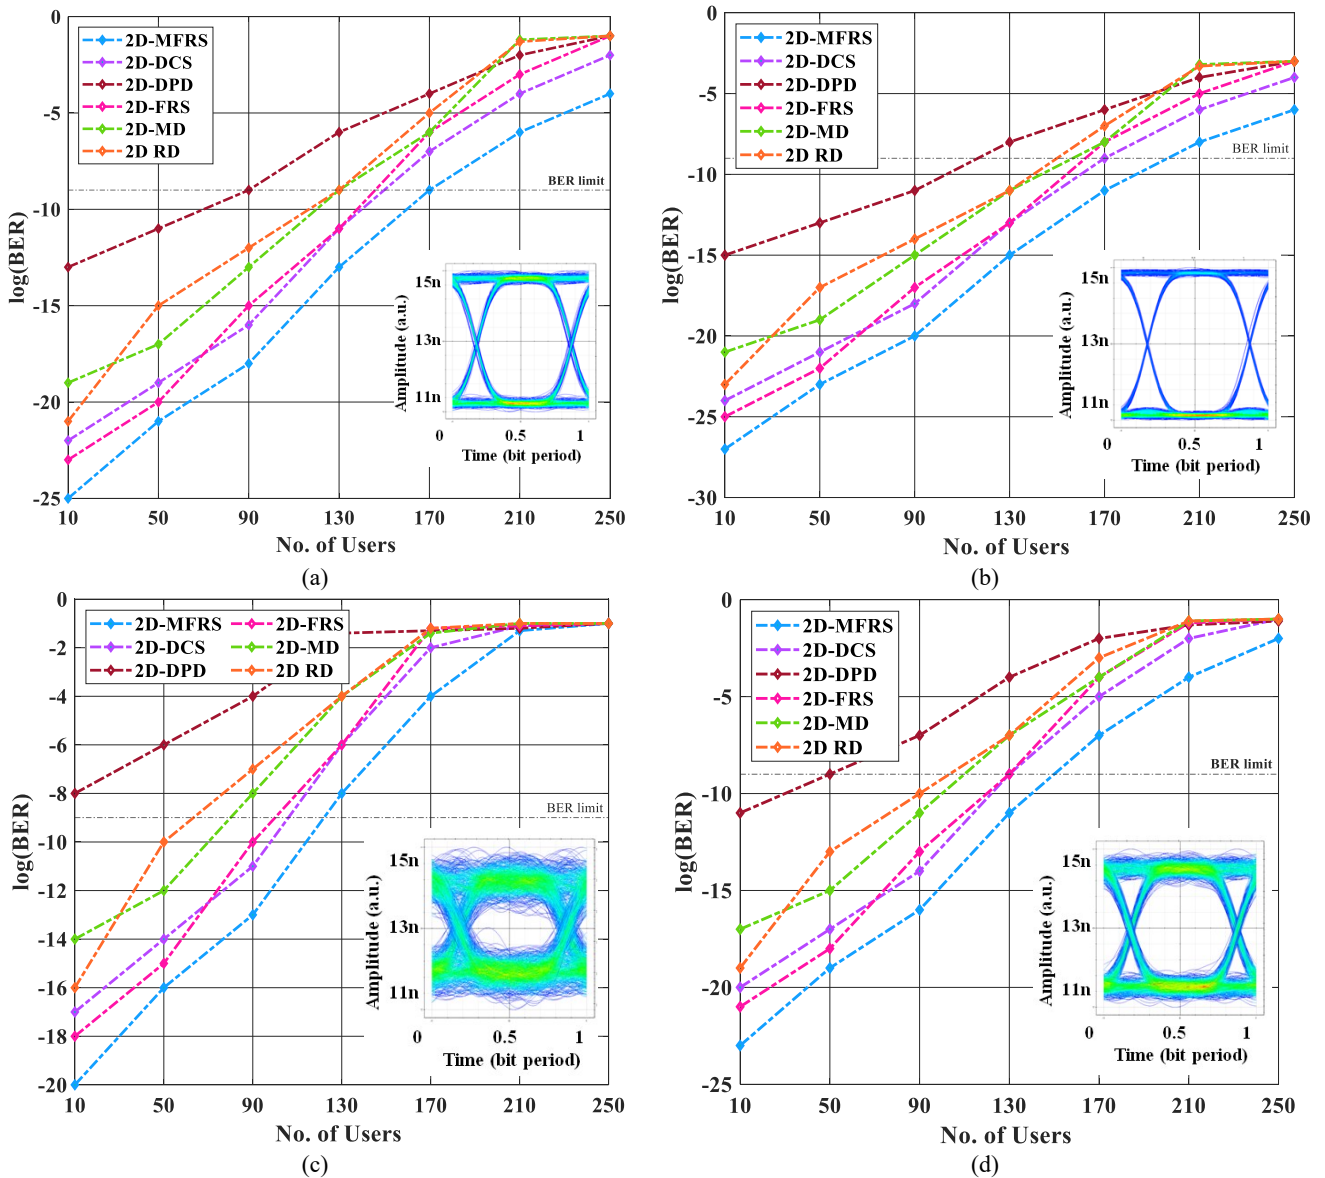 0
-5
-10
-15
-20
-25
log(BER)
2D-MFRS
2D-DCS
2D-DPD
2D-FRS
2D-MD
2D RD
BER limit
15n
13n
11n
Amplitude (a.u.)
0 0.5 1
Time (bit period)
10 50 90 130 170 210 250
No. of Users
(a)
0
-5
-10
-15
-20
-25
-30
log(BER)
2D-MFRS
2D-DCS
2D-DPD
2D-FRS
2D-MD
2D RD
BER limit
15n
13n
11n
Amplitude (a.u.)
0 0.5 1
Time (bit period)
10 50 90 130 170 210 250
No. of Users
(b)
0
-2
-4
-6
-8
-10
-12
-14
-16
-18
-20
log(BER)
2D-MFRS 2D-FRS
2D-DCS 2D-MD
2D-DPD 2D RD
BER limit
15n
13n
11n
Amplitude (a.u.)
0 0.5 1
Time (bit period)
10 50 90 130 170 210 250
No. of Users
(c)
0
-5
-10
-15
-20
-25
log(BER)
2D-MFRS
2D-DCS
2D-DPD
2D-FRS
2D-MD
2D RD
BER limit
15n
13n
11n
Amplitude (a.u.)
0 0.5 1
Time (bit period)
10 50 90 130 170 210 250
No. of Users
(d)